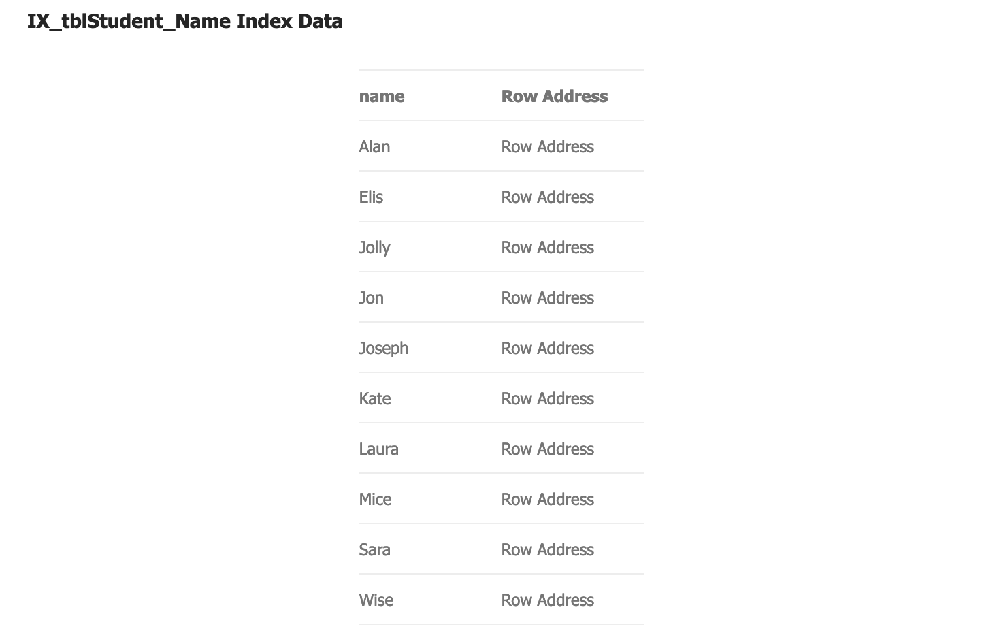 IX_tblStudent_Name Index Data
name Row Address
Alan Row Address
Elis Row Address
Jolly Row Address
Jon Row Address
Joseph Row Address
Kate Row Address
Laura Row Address
Mice Row Address
Sara Row Address
Wise Row Address